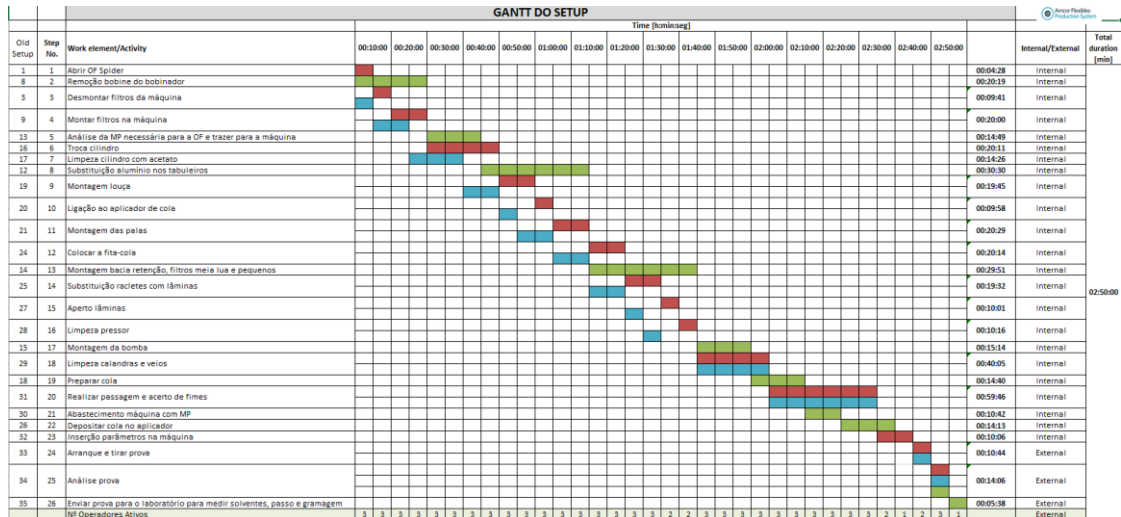 GANTT DO SETUP
Amcor Flexibles
Production System
Time [h:min:seg]
Old Setup Step No. Work element/Activity 00:10:00 00:20:00 00:30:00 00:40:00 00:50:00 01:00:00 01:10:00 01:20:00 01:30:00 01:40:00 01:50:00 02:00:00 02:10:00 02:20:00 02:30:00 02:40:00 02:50:00 Internal/External Total duration [min]
1 1 Abrir OF Spider 00:04:28 Internal
8 2 Remoção bobine do bobinador 00:20:19 Internal
3 3 Desmontar filtros da máquina 00:09:41 Internal
9 4 Montar filtros na máquina 00:20:00 Internal
13 5 Análise da MP necessária para a OF e trazer para a máquina 00:14:49 Internal
16 6 Troca cilindro 00:20:11 Internal
17 7 Limpeza cilindro com acetato 00:14:26 Internal
12 8 Substituição alumínio nos tabuleiros 00:30:30 Internal
19 9 Montagem louça 00:19:45 Internal
20 10 Ligação ao aplicador de cola 00:09:58 Internal
21 11 Montagem das palas 00:20:29 Internal
24 12 Colocar a fita-cola 00:20:14 Internal
14 13 Montagem bacia retenção, filtros meia lua e pequenos 00:29:51 Internal
25 14 Substituição racletes com lâminas 00:19:32 Internal
02:50:00
27 15 Aperto lâminas 00:10:01 Internal
28 16 Limpeza pressor 00:10:16 Internal
15 17 Montagem da bomba 00:15:14 Internal
29 18 Limpeza calandras e veios 00:40:05 Internal
18 19 Preparar cola 00:14:40 Internal
31 20 Realizar passagem e acerto de fimes 00:59:46 Internal
30 21 Abastecimento máquina com MP 00:10:42 Internal
26 22 Depositar cola no aplicador 00:14:13 Internal
32 23 Inserção parâmetros na máquina 00:10:06 Internal
33 24 Arranque e tirar prova 00:10:44 External
34 25 Análise prova 00:14:06 External
35 26 Enviar prova para o laboratório para medir solventes, passo e gramagem 00:05:38 External
Nº Operadores Ativos 3 3 3 3 3 3 3 3 3 3 3 3 3 3 3 3 3 2 2 3 3 3 3 3 3 3 3 3 3 2 1 2 3 1 External